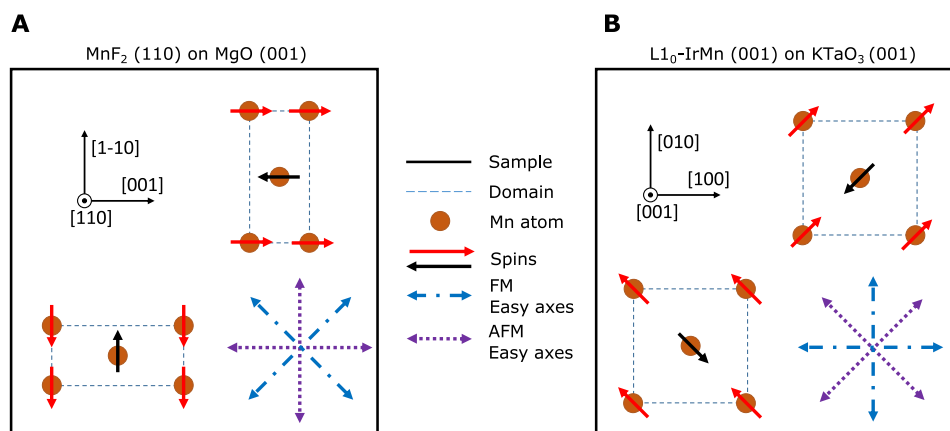 A
MnF₂ (110) on MgO (001)
[1-10]
[001]
[110]
Sample
Domain
Mn atom
Spins
FM
Easy axes
AFM
Easy axes
B
L1₀-IrMn (001) on KTaO₃ (001)
[010]
[100]
[001]